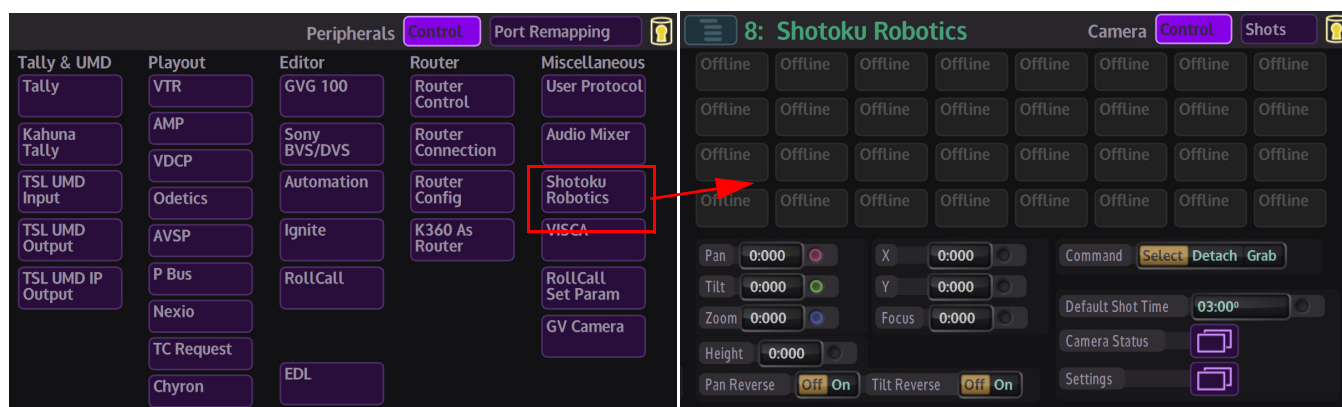 Peripherals Control Port Remapping
Tally & UMD Playout Editor Router Miscellaneous
Tally
Kahuna
Tally
TSL UMD
Input
TSL UMD
Output
TSL UMD IP
Output
VTR
AMP
VDCP
Odetics
AVSP
P Bus
Nexio
TC Request
Chyron
GVG 100
Sony
BVS/DVS
Automation
Ignite
RollCall
EDL
Router
Control
Router
Connection
Router
Config
K360 As
Router
User Protocol
Audio Mixer
Shotoku
Robotics
VISCA
RollCall
Set Param
GV Camera
8: Shotoku Robotics Camera Control Shots
Offline Offline Offline Offline Offline Offline Offline Offline
Offline Offline Offline Offline Offline Offline Offline Offline
Offline Offline Offline Offline Offline Offline Offline Offline
Offline Offline Offline Offline Offline Offline Offline Offline
Pan 0:000 X 0:000 Command Select Detach Grab
Tilt 0:000 Y 0:000
Default Shot Time 03:00⁰
Zoom 0:000 Focus 0:000
Camera Status
Height 0:000
Settings
Pan Reverse Off On Tilt Reverse Off On